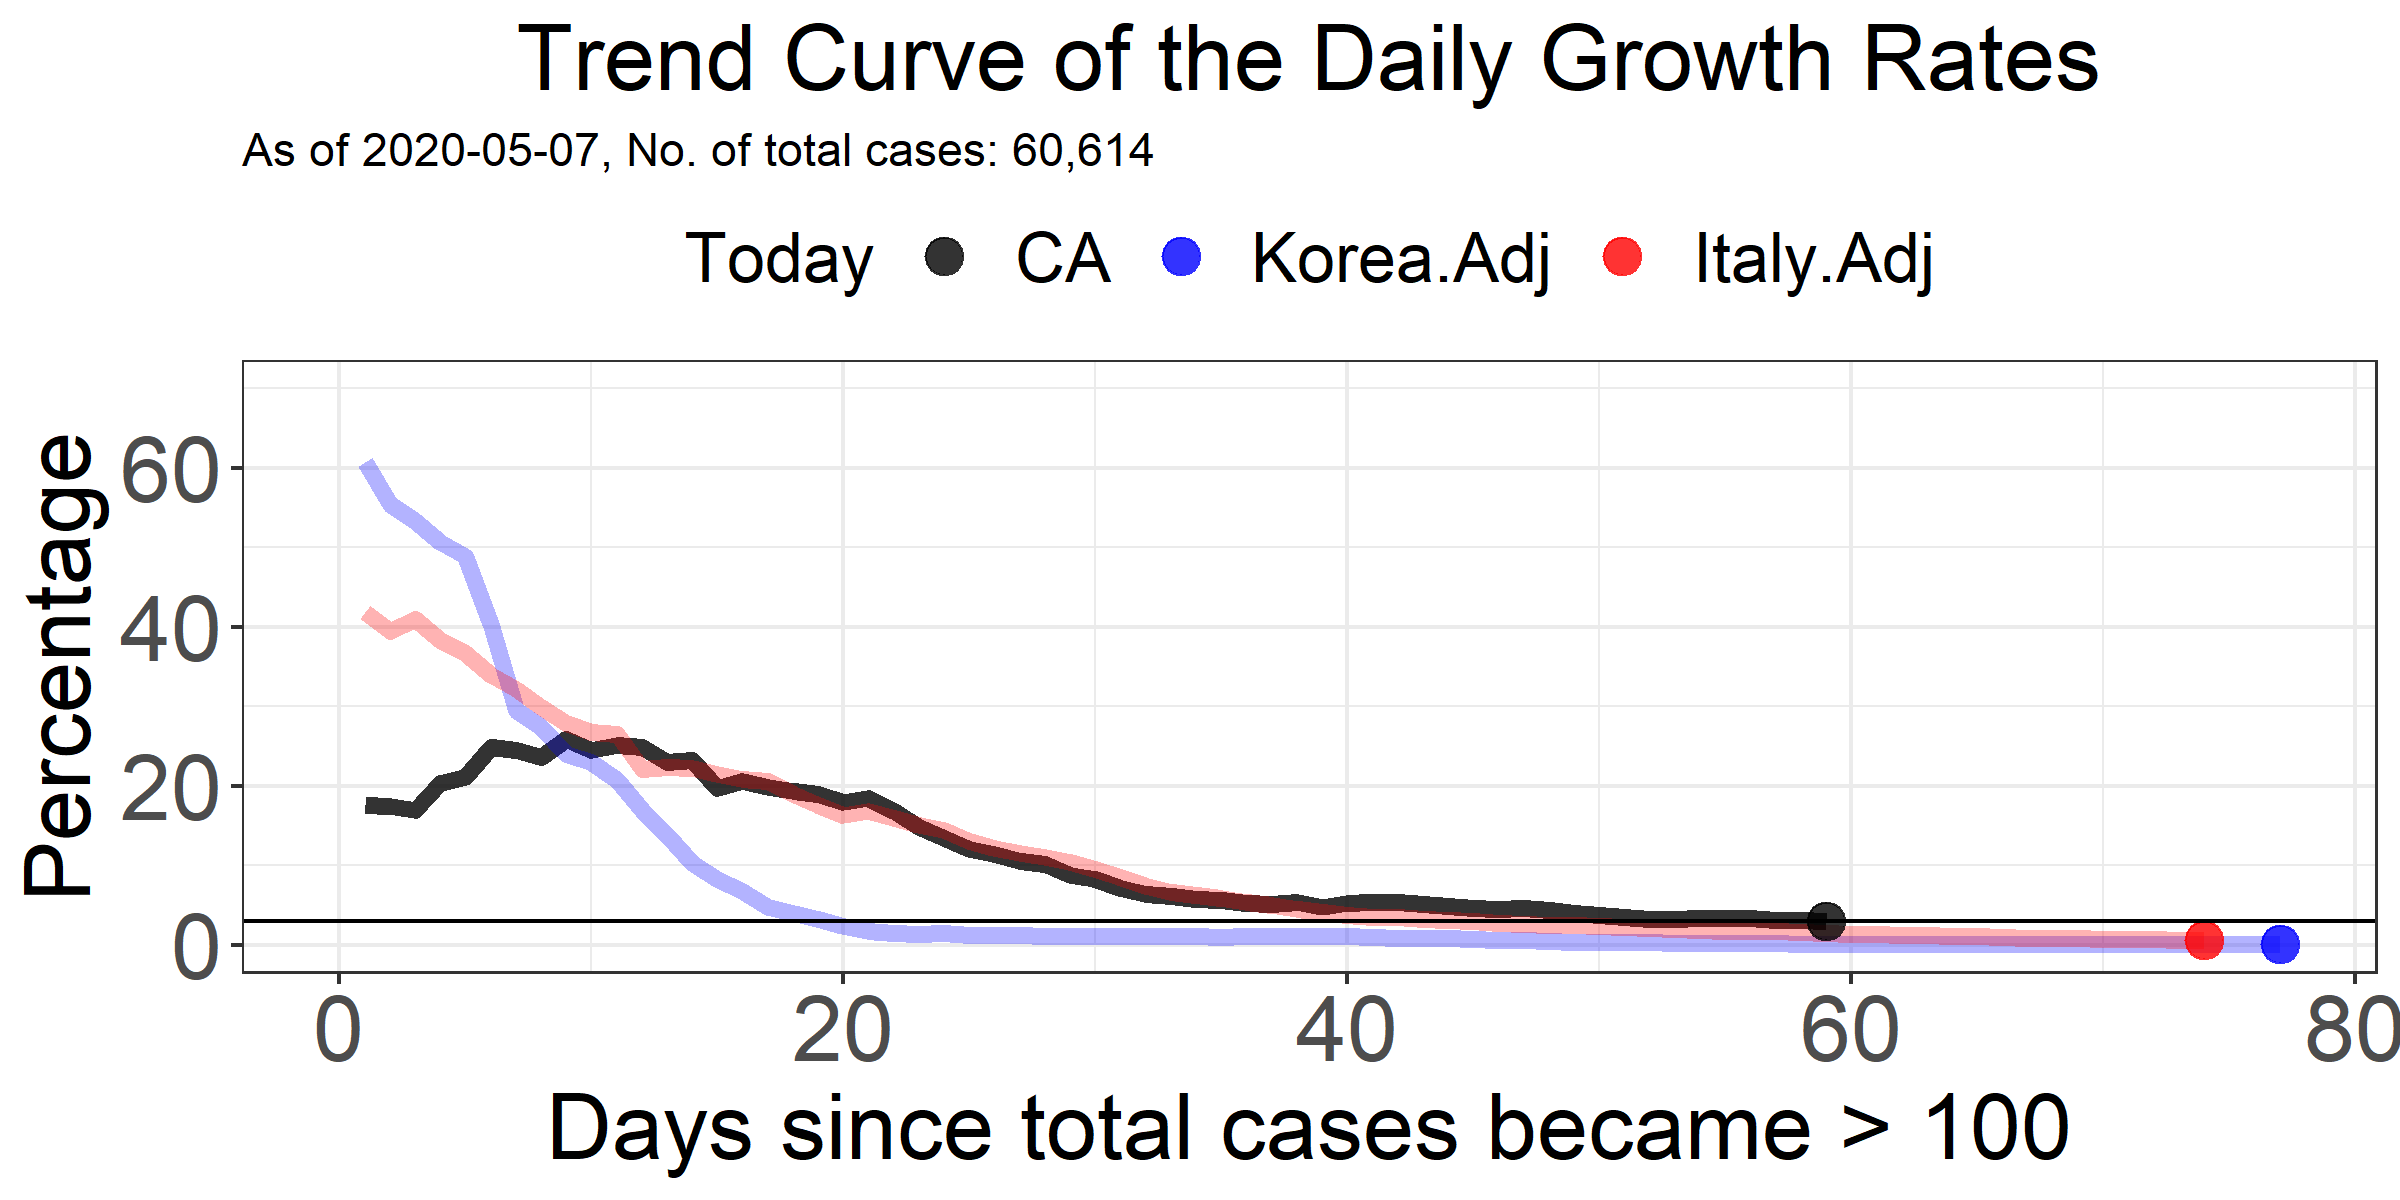 Trend Curve of the Daily Growth Rates
As of 2020-05-07, No. of total cases: 60,614
Today CA Korea.Adj Italy.Adj
Percentage
60
40
20
0
0 20 40 60 80
Days since total cases became > 100